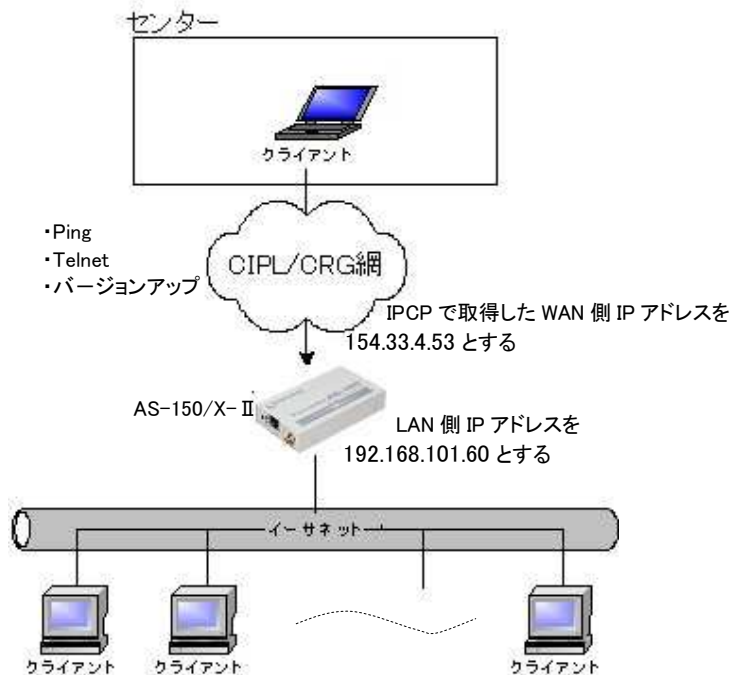 センター
クライアント
・Ping
・Telnet
・バージョンアップ
CIPL/CRG網
IPCP で取得した WAN 側 IP アドレスを
154.33.4.53 とする
AS-150/X-Ⅱ
LAN 側 IP アドレスを
192.168.101.60 とする
イーサネット
クライアント
クライアント
クライアント